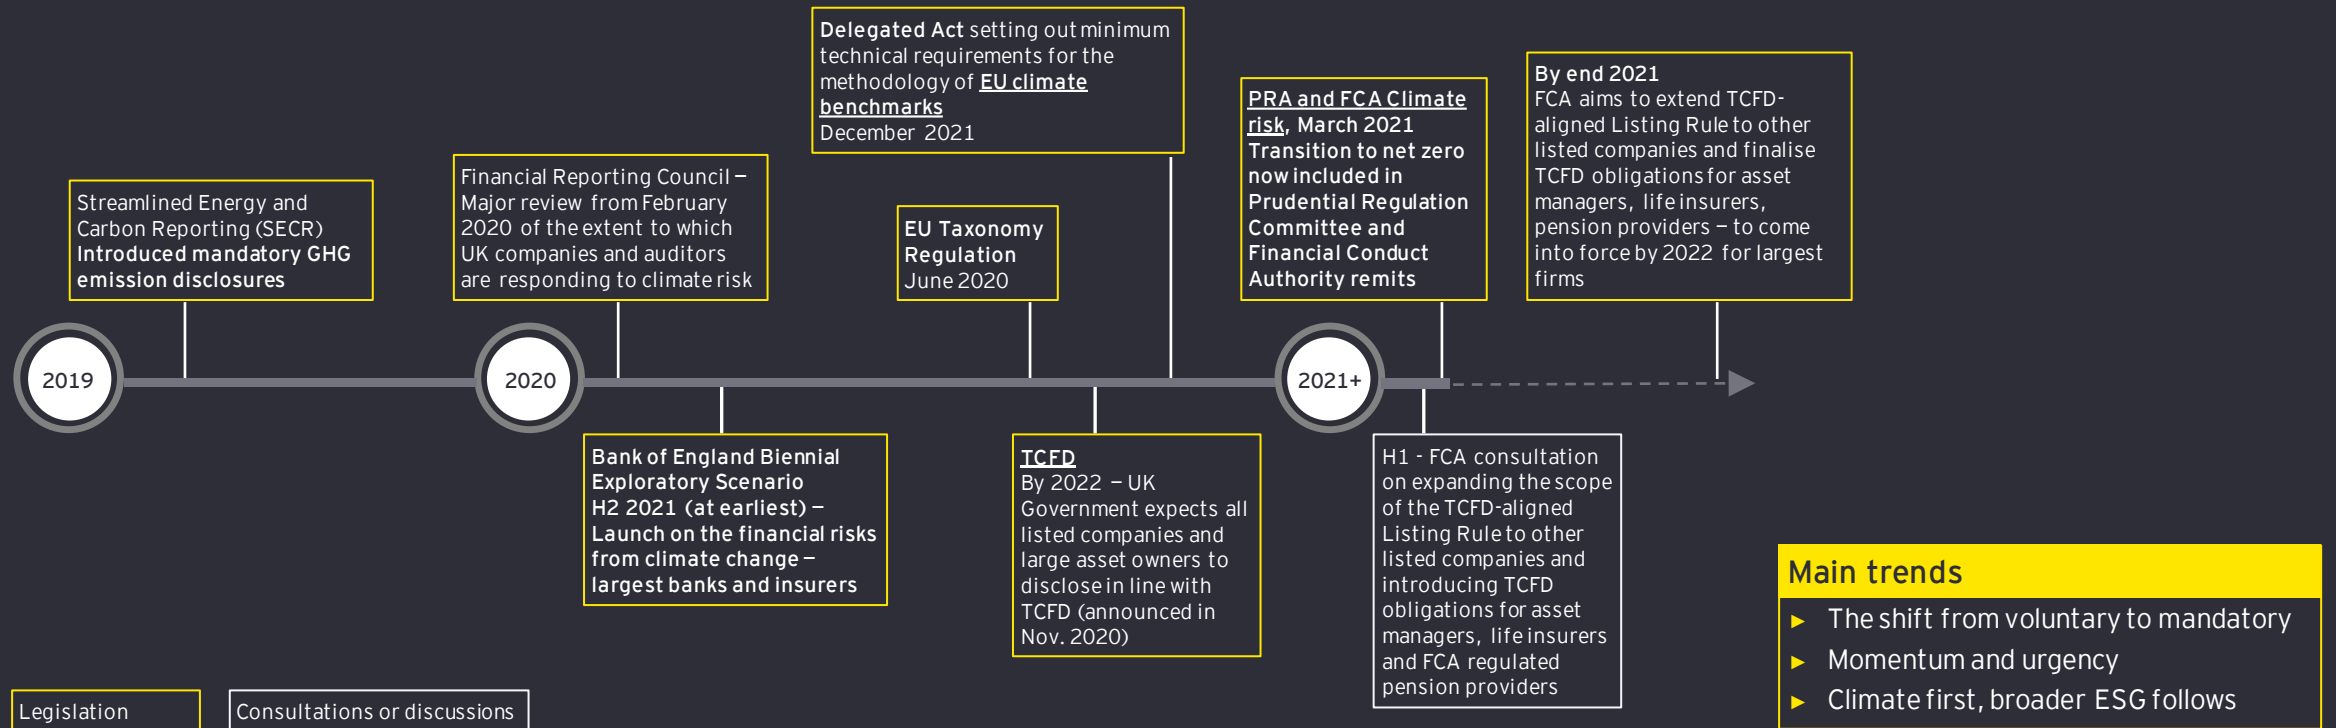 Delegated Act setting out minimum
technical requirements for the
methodology of EU climate
benchmarks
December 2021
By end 2021
FCA aims to extend TCFD-
aligned Listing Rule to other
listed companies and finalise
TCFD obligations for asset
managers, life insurers,
pension providers – to come
into force by 2022 for largest
firms
PRA and FCA Climate
risk, March 2021
Transition to net zero
now included in
Prudential Regulation
Committee and
Financial Conduct
Authority remits
Streamlined Energy and
Carbon Reporting (SECR)
Introduced mandatory GHG
emission disclosures
Financial Reporting Council –
Major review from February
2020 of the extent to which
UK companies and auditors
are responding to climate risk
EU Taxonomy
Regulation
June 2020
2019
2020
2021+
Bank of England Biennial
Exploratory Scenario
H2 2021 (at earliest) –
Launch on the financial risks
from climate change –
largest banks and insurers
TCFD
By 2022 – UK
Government expects all
listed companies and
large asset owners to
disclose in line with
TCFD (announced in
Nov. 2020)
H1 - FCA consultation
on expanding the scope
of the TCFD-aligned
Listing Rule to other
listed companies and
introducing TCFD
obligations for asset
managers, life insurers
and FCA regulated
pension providers
Main trends
► The shift from voluntary to mandatory
► Momentum and urgency
► Climate first, broader ESG follows
Legislation
Consultations or discussions